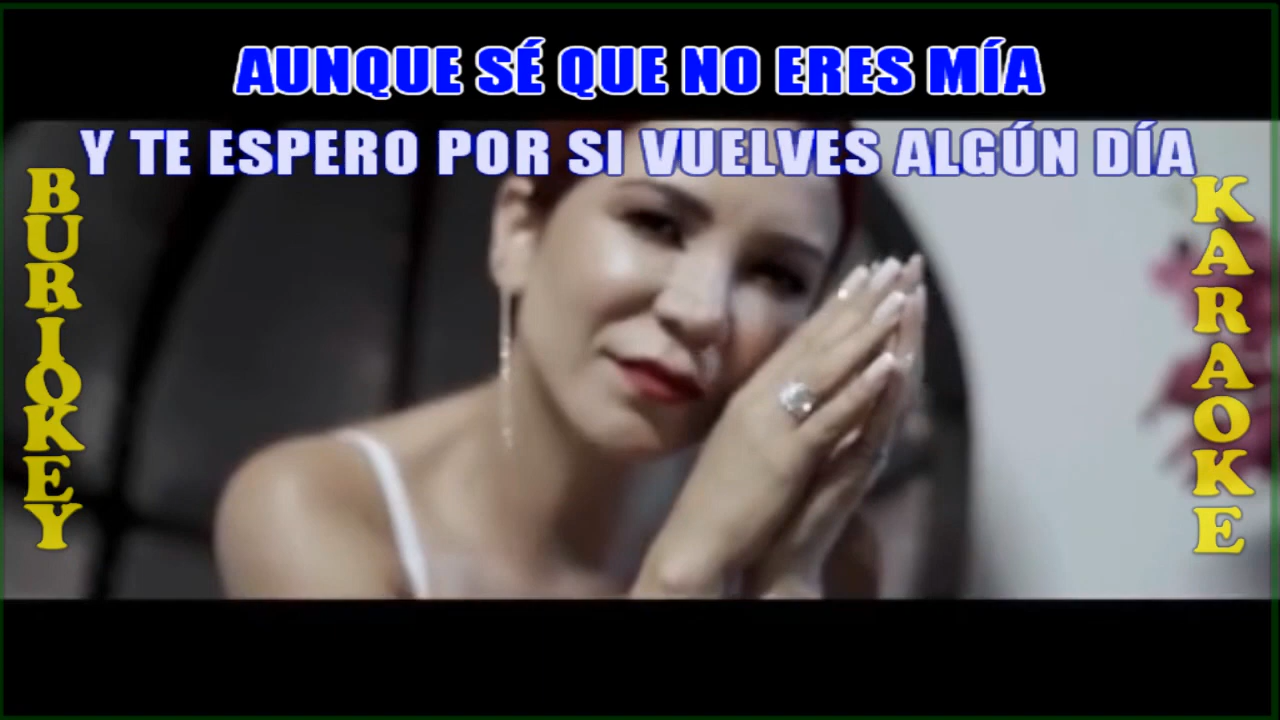 AUNQUE SÉ QUE NO ERES MÍA
Y TE ESPERO POR SI VUELVES ALGÚN DÍA
BURIOKEY
KARAOKE